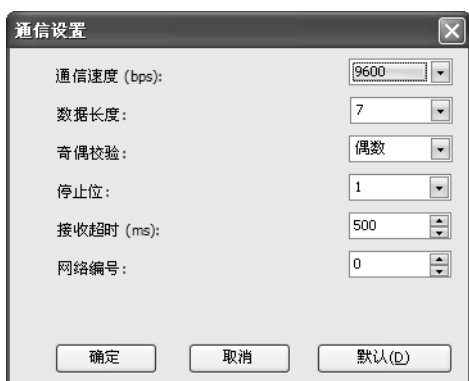 通信设置
通信速度 (bps): 9600
数据长度: 7
奇偶校验: 偶数
停止位: 1
接收超时 (ms): 500
网络编号: 0
确定 取消 默认(D)